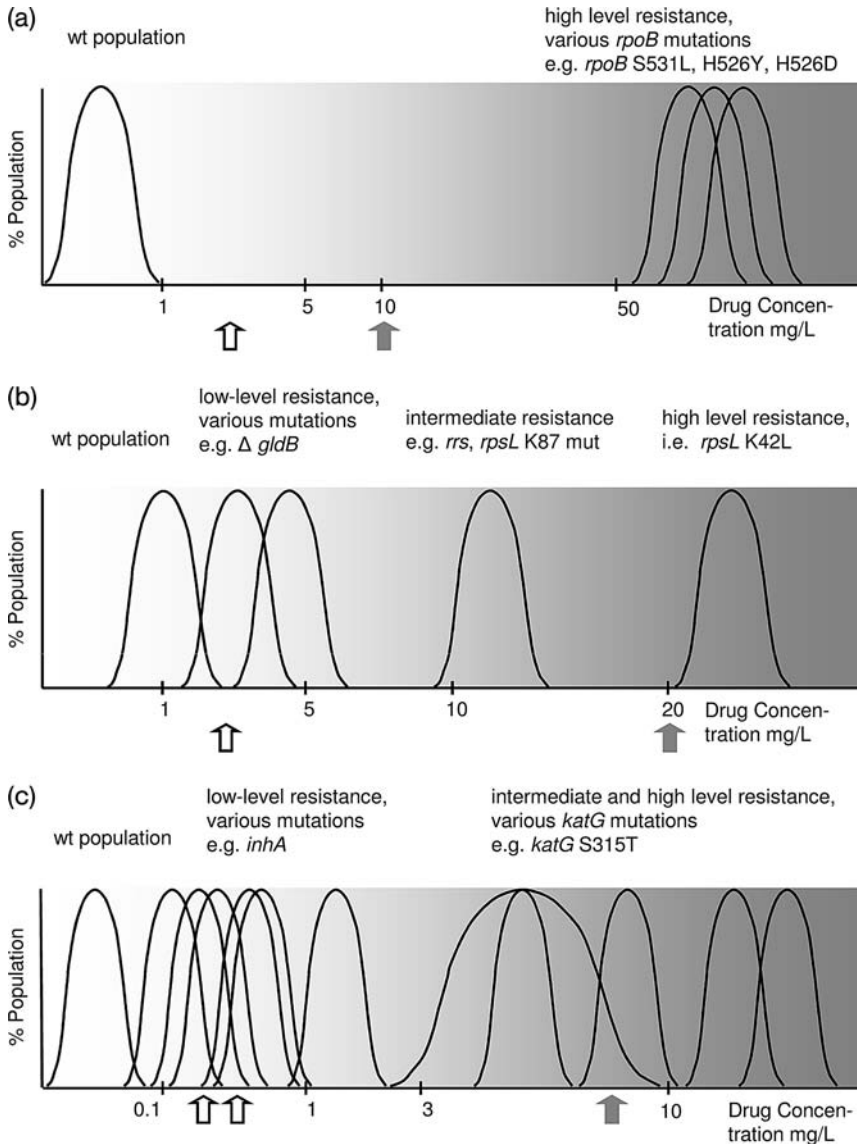 (a)
wt population
high level resistance,
various rpoB mutations
e.g. rpoB S531L, H526Y, H526D
% Population
1
5
10
50
Drug Concen-
tration mg/L
(b)
wt population
low-level resistance,
various mutations
e.g. Δ gldB
intermediate resistance
e.g. rrs, rpsL K87 mut
high level resistance,
i.e. rpsL K42L
% Population
1
5
10
20
Drug Concen-
tration mg/L
(c)
wt population
low-level resistance,
various mutations
e.g. inhA
intermediate and high level resistance,
various katG mutations
e.g. katG S315T
% Population
0.1
1
3
10
Drug Concen-
tration mg/L